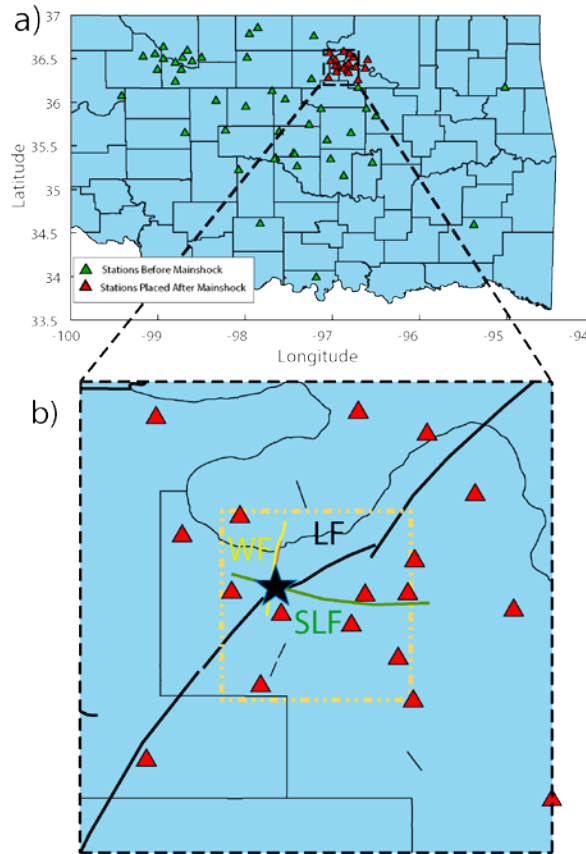 a)
37
36.5
36
35.5
35
34.5
34
33.5
Latitude
Stations Before Mainshock
Stations Placed After Mainshock
-100 -99 -98 -97 -96 -95 -94
Longitude
b)
WF
LF
SLF